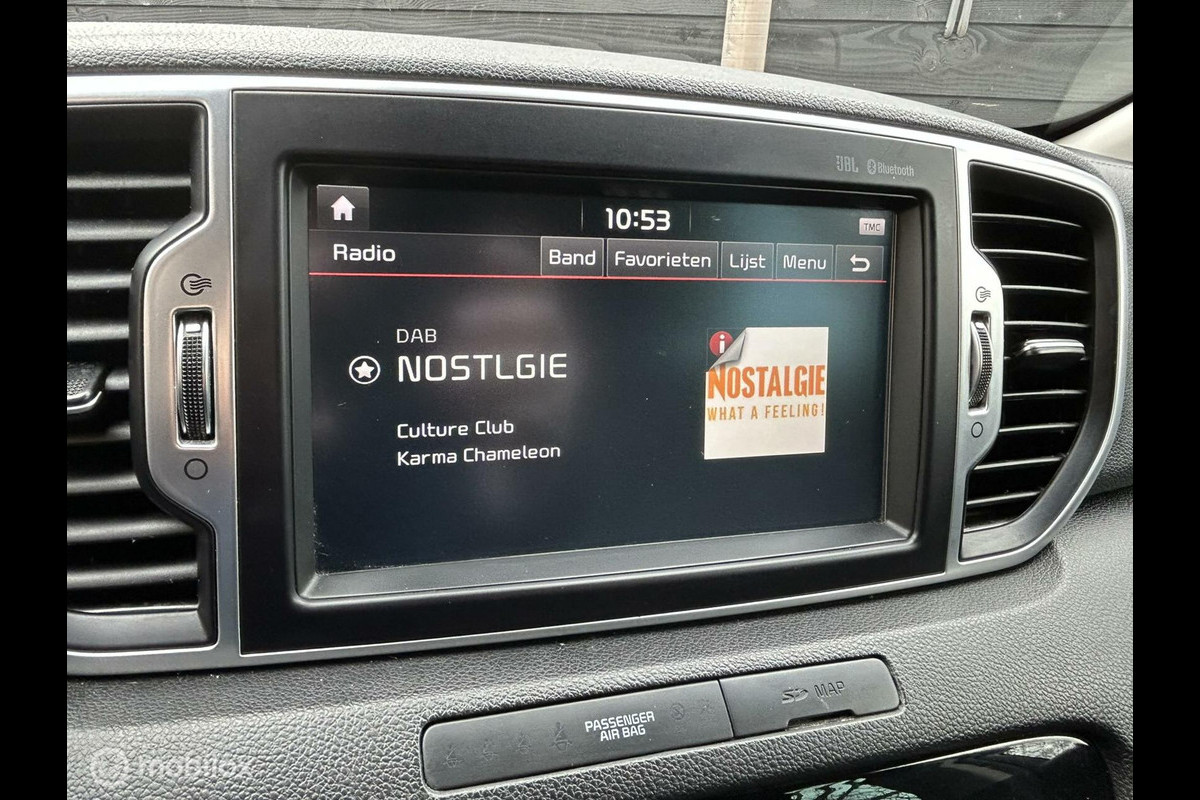 JBL Bluetooth
10:53
TMC
Radio
Band Favorieten Lijst Menu
DAB
NOSTLGIE
Culture Club
Karma Chameleon
i
NOSTALGIE
WHAT A FEELING!
PASSENGER
AIR BAG
SD MAP
mobilox